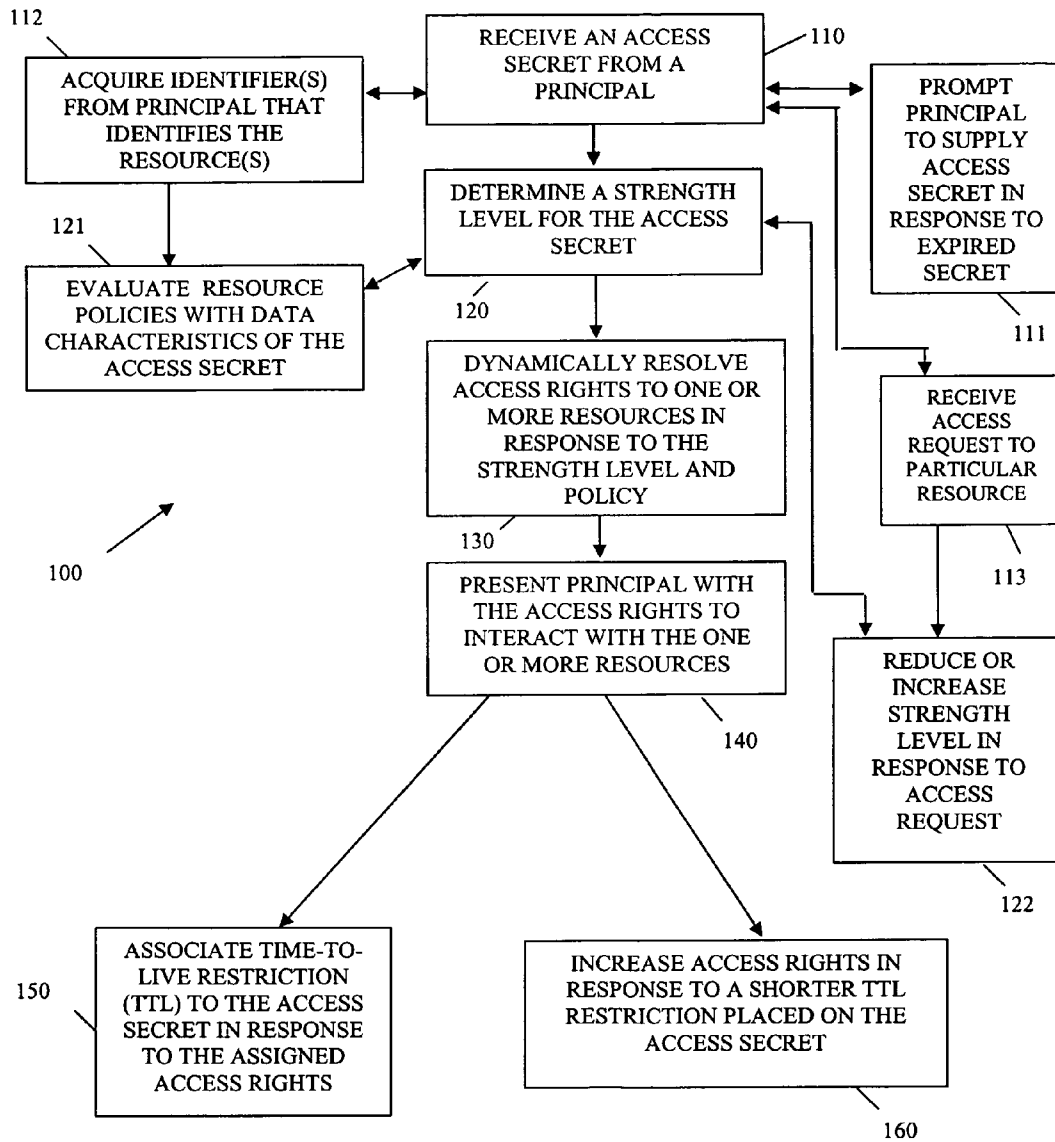 112
RECEIVE AN ACCESS
SECRET FROM A
PRINCIPAL
110
ACQUIRE IDENTIFIER(S)
FROM PRINCIPAL THAT
IDENTIFIES THE
RESOURCE(S)
PROMPT
PRINCIPAL
TO SUPPLY
ACCESS
SECRET IN
RESPONSE TO
EXPIRED
SECRET
111
DETERMINE A STRENGTH
LEVEL FOR THE ACCESS
SECRET
120
121
EVALUATE RESOURCE
POLICIES WITH DATA
CHARACTERISTICS OF THE
ACCESS SECRET
DYNAMICALLY RESOLVE
ACCESS RIGHTS TO ONE OR
MORE RESOURCES IN
RESPONSE TO THE
STRENGTH LEVEL AND
POLICY
130
RECEIVE
ACCESS
REQUEST TO
PARTICULAR
RESOURCE
113
100
PRESENT PRINCIPAL WITH
THE ACCESS RIGHTS TO
INTERACT WITH THE ONE
OR MORE RESOURCES
140
REDUCE OR
INCREASE
STRENGTH
LEVEL IN
RESPONSE TO
ACCESS
REQUEST
122
150
ASSOCIATE TIME-TO-
LIVE RESTRICTION
(TTL) TO THE ACCESS
SECRET IN RESPONSE
TO THE ASSIGNED
ACCESS RIGHTS
INCREASE ACCESS RIGHTS IN
RESPONSE TO A SHORTER TTL
RESTRICTION PLACED ON THE
ACCESS SECRET
160